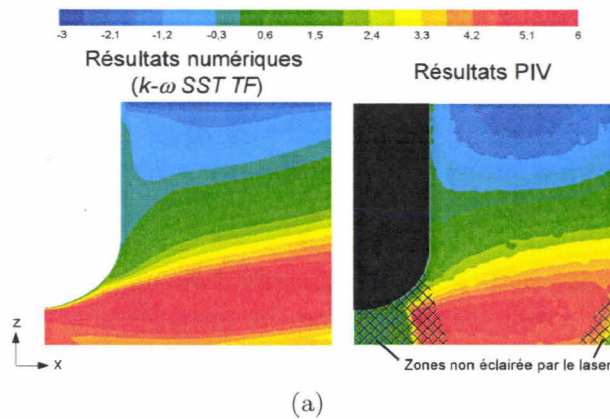 -3 -2,1 -1,2 -0,3 0,6 1,5 2,4 3,3 4,2 5,1 6
Résultats numériques
(k-ω SST TF)
Résultats PIV
Z
X
Zones non éclairée par le laser
(a)